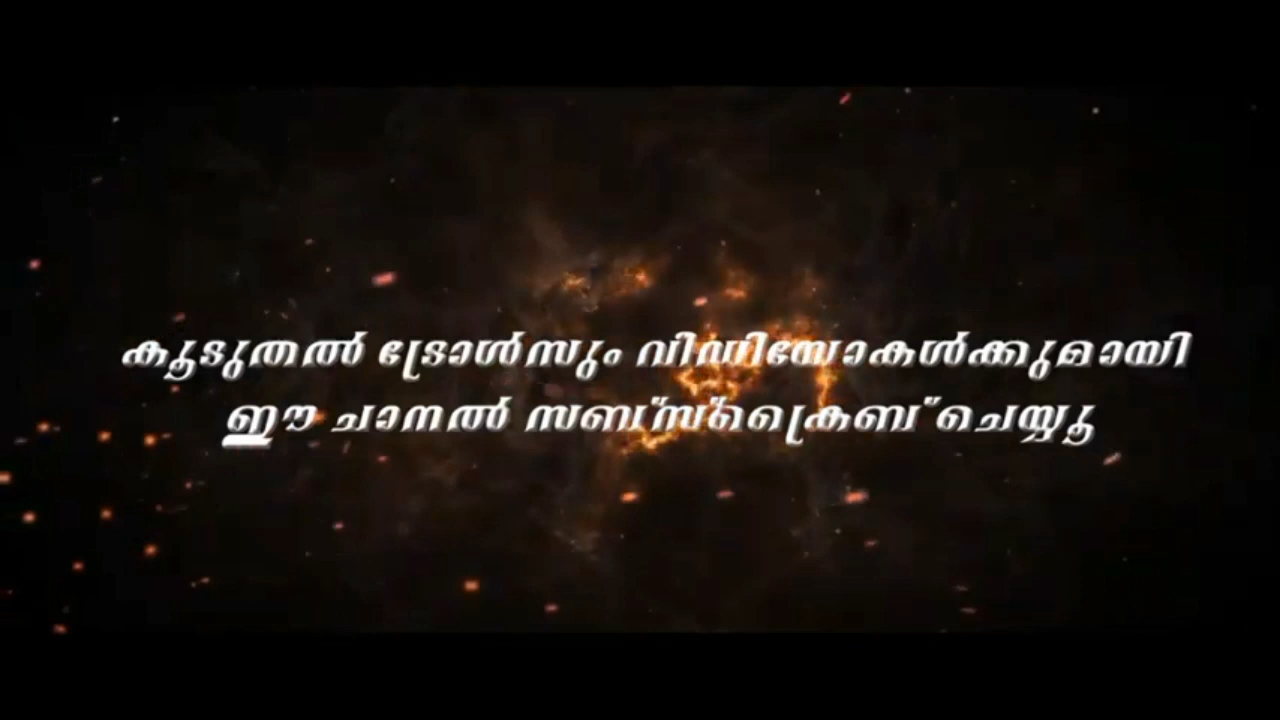 കൂടുതൽ ട്രോൾസും വിഡിയോകൾക്കുമായി
ഈ ചാനൽ സബ്സ്ക്രൈബ് ചെയ്യൂ